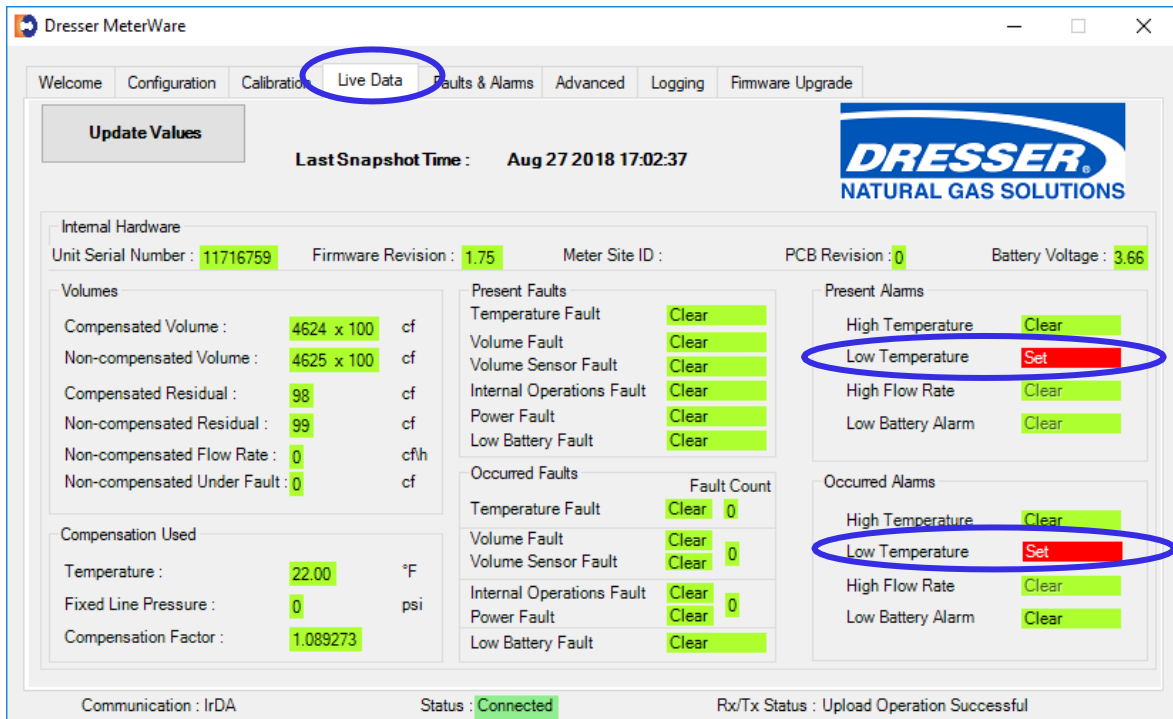 Dresser MeterWare
Welcome Configuration Calibration Live Data Faults & Alarms Advanced Logging Firmware Upgrade
Update Values
Last Snapshot Time : Aug 27 2018 17:02:37
DRESSER®
NATURAL GAS SOLUTIONS
Internal Hardware
Unit Serial Number : 11716759 Firmware Revision : 1.75 Meter Site ID : PCB Revision : 0 Battery Voltage : 3.66
Volumes
Compensated Volume : 4624 x 100 cf
Non-compensated Volume : 4625 x 100 cf
Compensated Residual : 98 cf
Non-compensated Residual : 99 cf
Non-compensated Flow Rate : 0 cf\h
Non-compensated Under Fault : 0 cf
Compensation Used
Temperature : 22.00 °F
Fixed Line Pressure : 0 psi
Compensation Factor : 1.089273
Present Faults
Temperature Fault Clear
Volume Fault Clear
Volume Sensor Fault Clear
Internal Operations Fault Clear
Power Fault Clear
Low Battery Fault Clear
Occurred Faults
Fault Count
Temperature Fault Clear 0
Volume Fault Clear
Volume Sensor Fault Clear 0
Internal Operations Fault Clear
Power Fault Clear 0
Low Battery Fault Clear
Present Alarms
High Temperature Clear
Low Temperature Set
High Flow Rate Clear
Low Battery Alarm Clear
Occurred Alarms
High Temperature Clear
Low Temperature Set
High Flow Rate Clear
Low Battery Alarm Clear
Communication : IrDA Status : Connected Rx/Tx Status : Upload Operation Successful